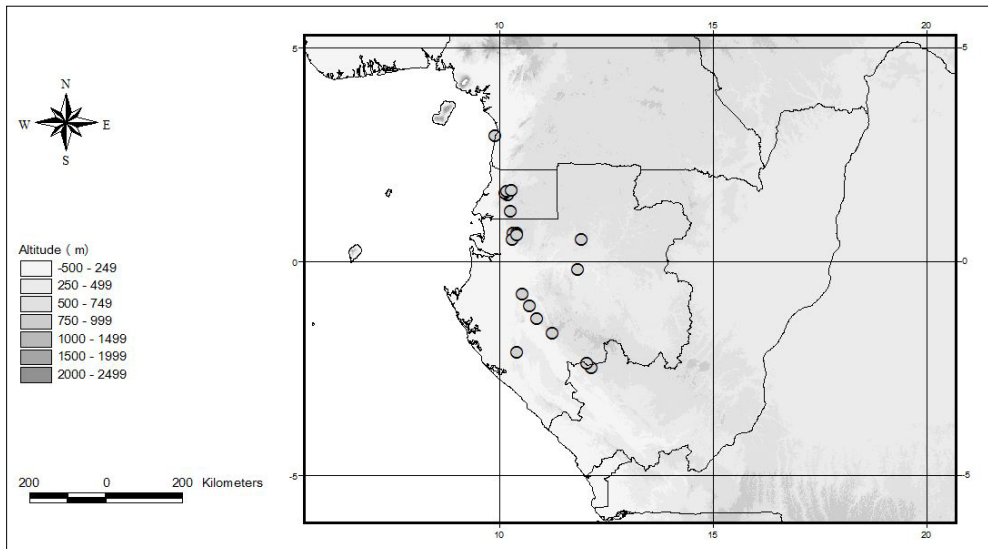 10 15 20
5 5
N
W E
S
Altitude ( m)
-500 - 249
250 - 499
500 - 749
750 - 999
1000 - 1499
1500 - 1999
2000 - 2499
0 0
-5 -5
200 0 200 Kilometers
10 15 20